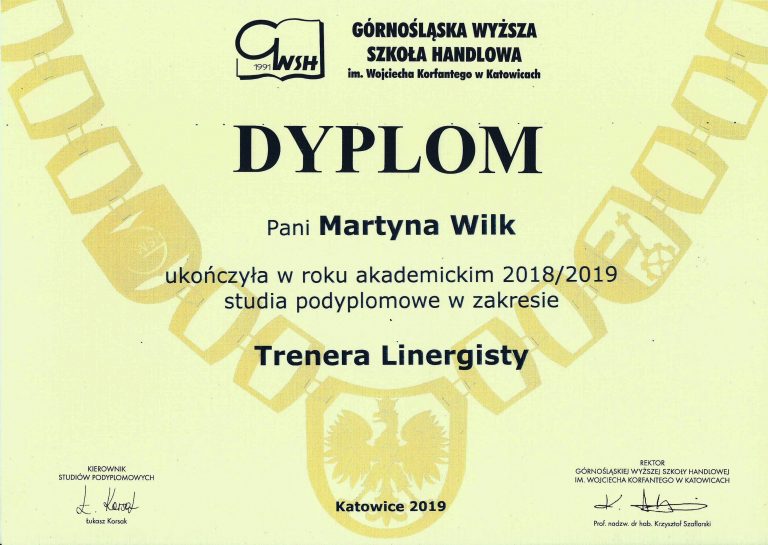 GWSH
1991
GÓRNOŚLĄSKA WYŻSZA
SZKOŁA HANDLOWA
im. Wojciecha Korfantego w Katowicach
DYPLOM
Pani Martyna Wilk
ukończyła w roku akademickim 2018/2019
studia podyplomowe w zakresie
Trenera Linergisty
KIEROWNIK
STUDIÓW PODYPLOMOWYCH
Ł. Korsak
Łukasz Korsak
REKTOR
GÓRNOŚLĄSKIEJ WYŻSZEJ SZKOŁY HANDLOWEJ
IM. WOJCIECHA KORFANTEGO W KATOWICACH
Prof. nadzw. dr hab. Krzysztof Szaflarski
Katowice 2019